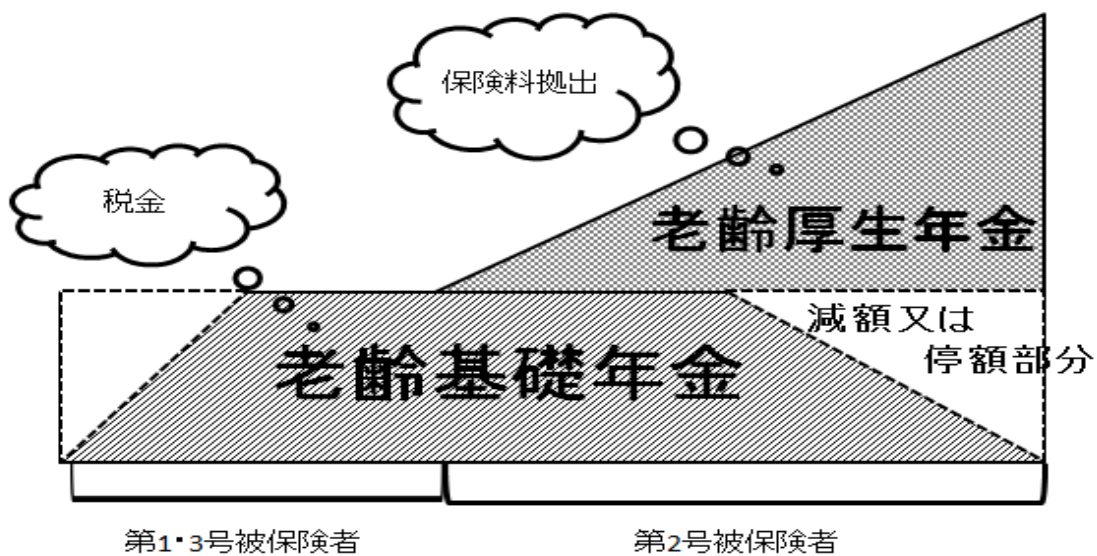 保険料拠出
税金
老齢厚生年金
減額又は
停額部分
老齢基礎年金
第1・3号被保険者
第2号被保険者